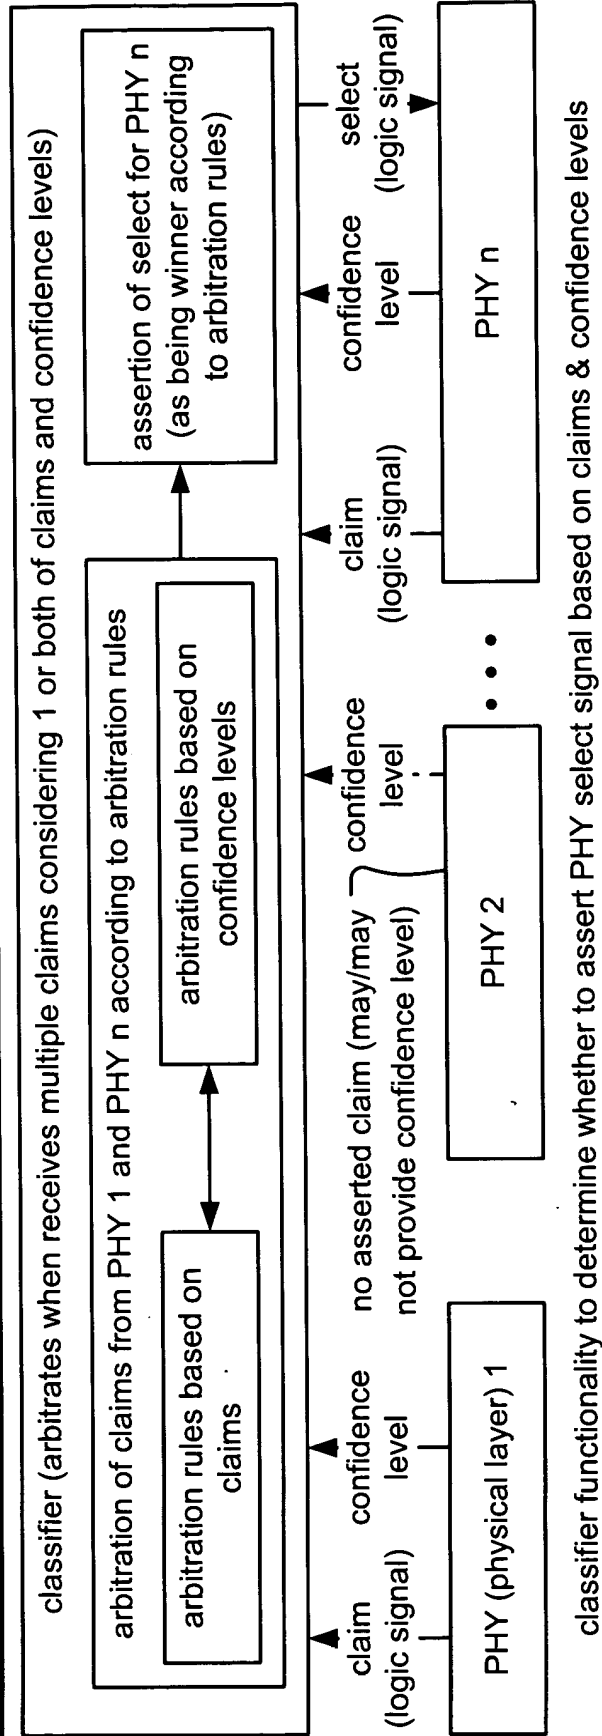 classifier (arbitrates when receives multiple claims considering 1 or both of claims and confidence levels)
arbitration of claims from PHY 1 and PHY n according to arbitration rules
arbitration rules based on
claims
arbitration rules based on
confidence levels
assertion of select for PHY n
(as being winner according
to arbitration rules)
claim
(logic signal)
confidence
level
no asserted claim (may/may
not provide confidence level)
confidence
level
claim
(logic signal)
confidence
level
select
(logic signal)
PHY (physical layer) 1
PHY 2
PHY n
classifier functionality to determine whether to assert PHY select signal based on claims & confidence levels